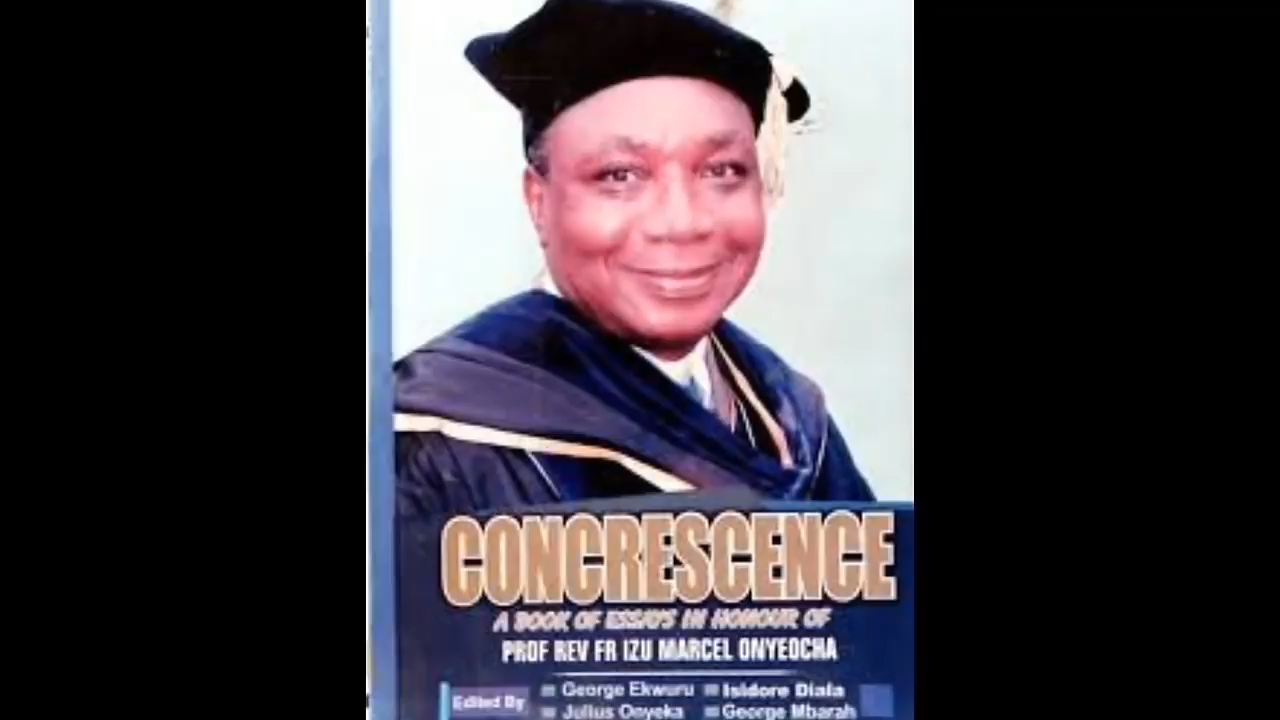 CONCRESCENCE
A BOOK OF ESSAYS IN HONOUR OF
PROF REV FR IZU MARCEL ONYEOCHA
Edited By
George Ekwuru
Isidore Diala
Julius Onyeka
George Mbarah